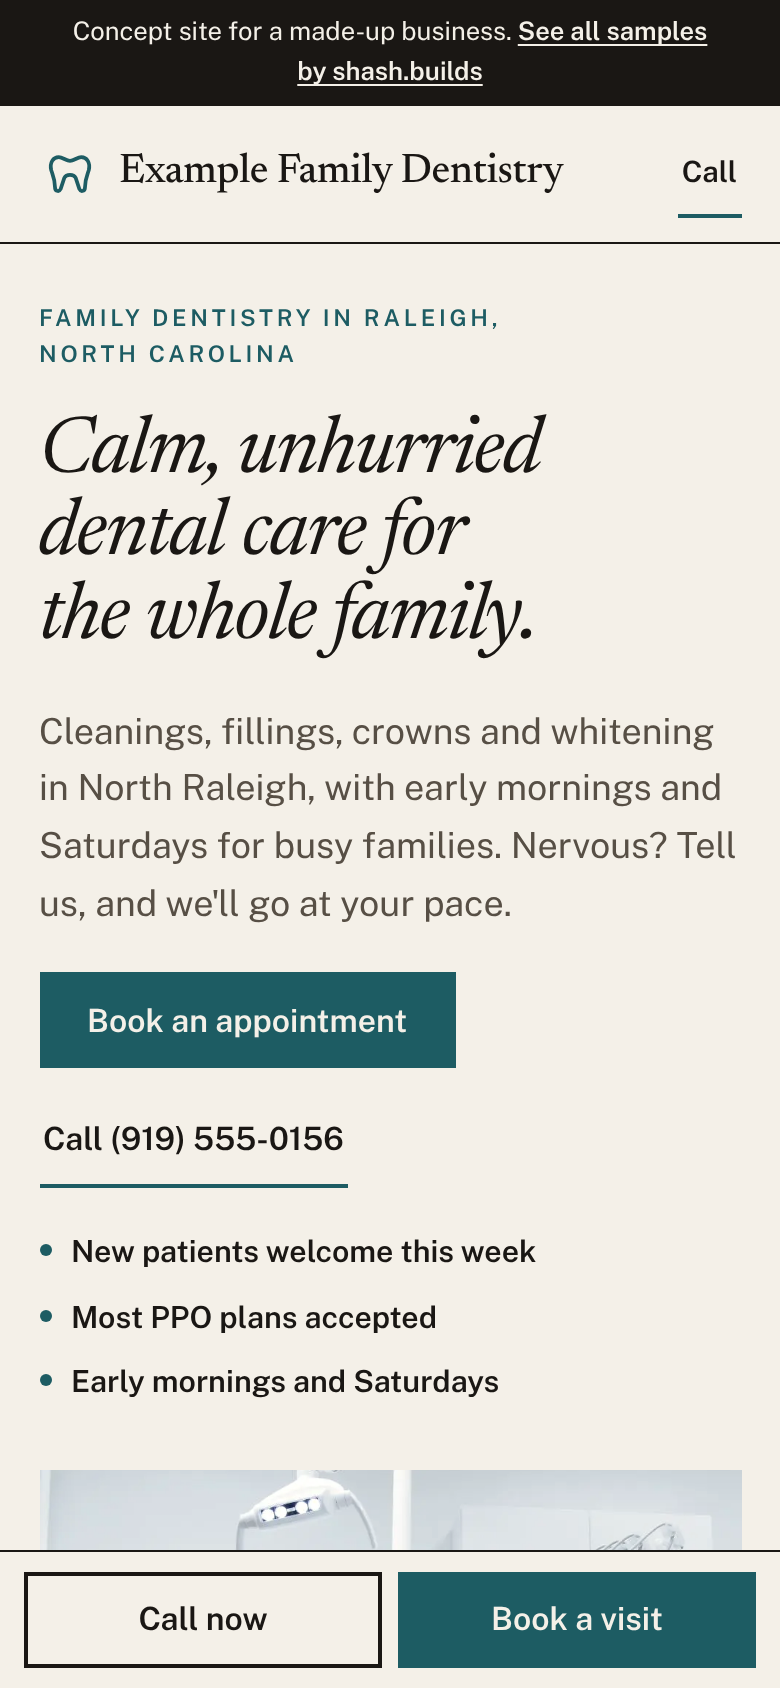 Concept site for a made-up business. See all samples
by shash.builds
Example Family Dentistry
Call
FAMILY DENTISTRY IN RALEIGH,
NORTH CAROLINA
Calm, unhurried
dental care for
the whole family.
Cleanings, fillings, crowns and whitening
in North Raleigh, with early mornings and
Saturdays for busy families. Nervous? Tell
us, and we'll go at your pace.
Book an appointment
Call (919) 555-0156
New patients welcome this week
Most PPO plans accepted
Early mornings and Saturdays
Call now
Book a visit